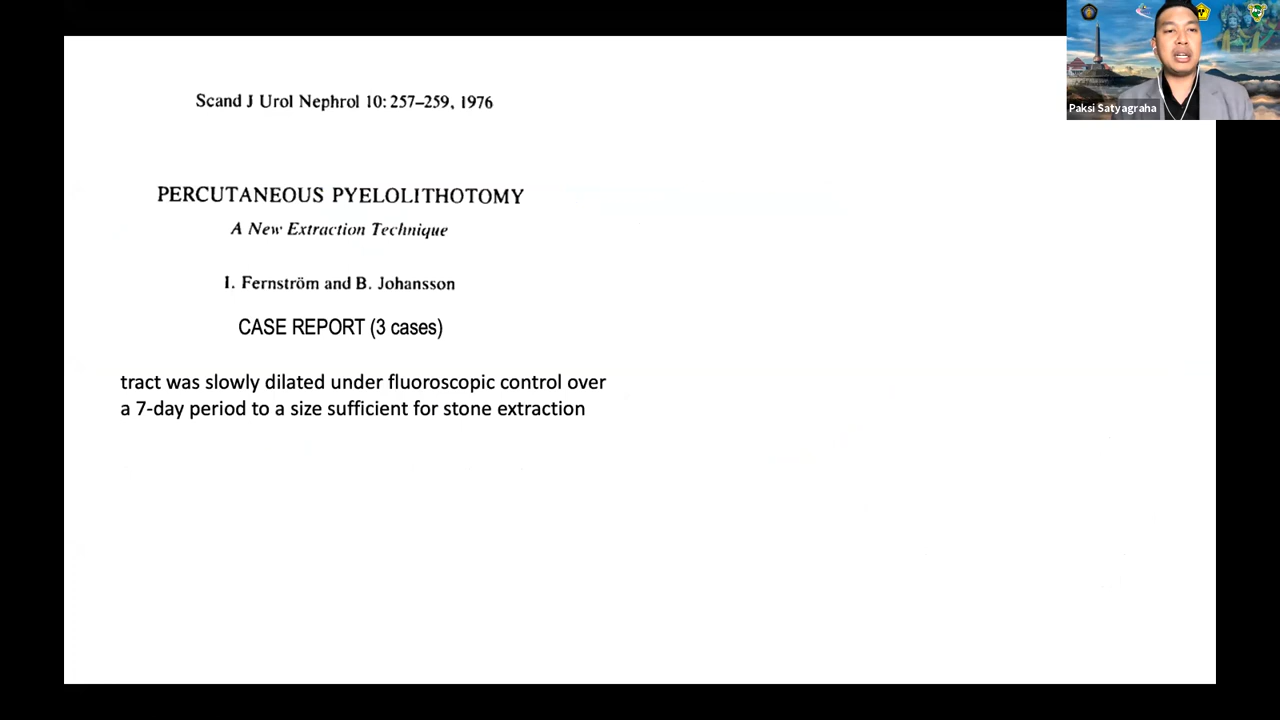 Scand J Urol Nephrol 10: 257–259, 1976
PERCUTANEOUS PYELOLITHOTOMY
A New Extraction Technique
I. Fernström and B. Johansson
CASE REPORT (3 cases)
tract was slowly dilated under fluoroscopic control over
a 7-day period to a size sufficient for stone extraction
Paksi Satyagraha